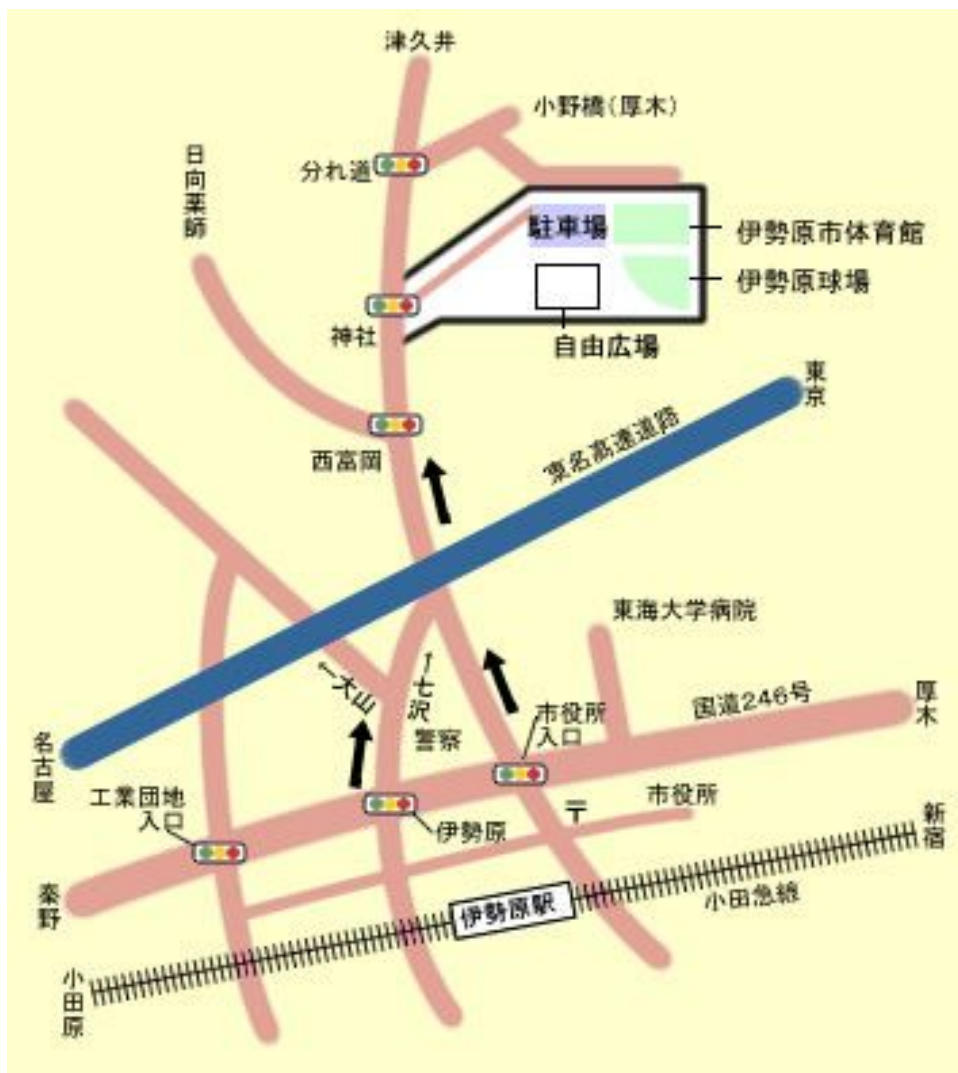 津久井
小野橋(厚木)
分れ道
日向薬師
駐車場
伊勢原市体育館
伊勢原球場
神社
自由広場
東京
西富岡
東名高速道路
東海大学病院
←大山
↑七沢
国道246号
厚木
市役所
入口
警察
名古屋
工業団地
入口
〒
市役所
伊勢原
新宿
秦野
伊勢原駅
小田急線
小田原